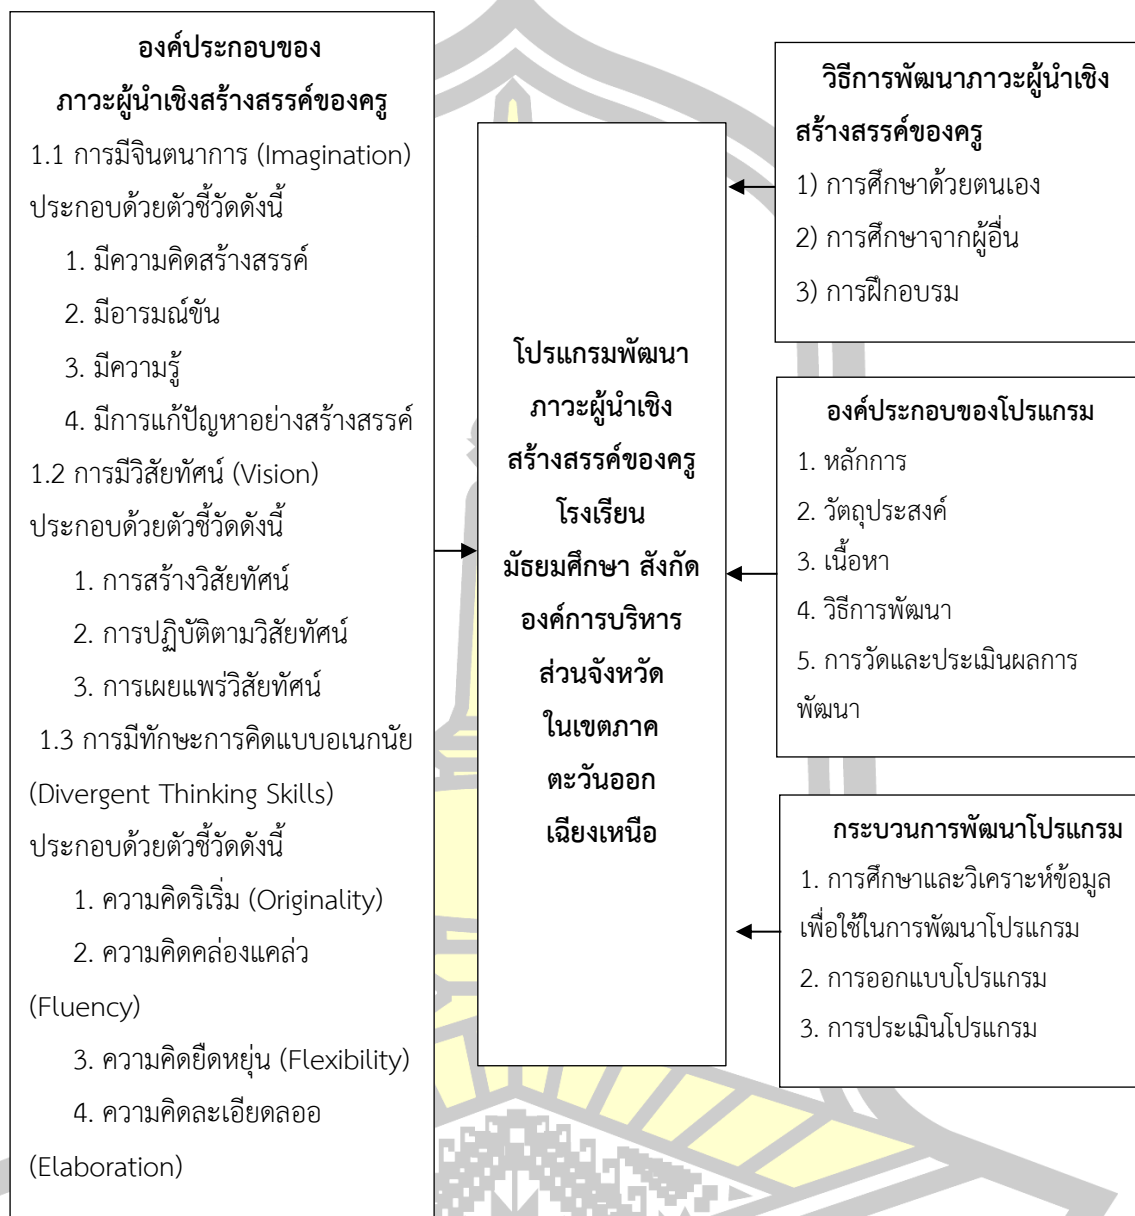 องค์ประกอบของ
ภาวะผู้นำเชิงสร้างสรรค์ของครู
1.1 การมีจินตนาการ (Imagination)
ประกอบด้วยตัวชี้วัดดังนี้
1. มีความคิดสร้างสรรค์
2. มีอารมณ์ขัน
3. มีความรู้
4. มีการแก้ปัญหาอย่างสร้างสรรค์
1.2 การมีวิสัยทัศน์ (Vision)
ประกอบด้วยตัวชี้วัดดังนี้
1. การสร้างวิสัยทัศน์
2. การปฏิบัติตามวิสัยทัศน์
3. การเผยแพร่วิสัยทัศน์
1.3 การมีทักษะการคิดแบบอเนกนัย
(Divergent Thinking Skills)
ประกอบด้วยตัวชี้วัดดังนี้
1. ความคิดริเริ่ม (Originality)
2. ความคิดคล่องแคล่ว
(Fluency)
3. ความคิดยืดหยุ่น (Flexibility)
4. ความคิดละเอียดลออ
(Elaboration)
โปรแกรมพัฒนา
ภาวะผู้นำเชิง
สร้างสรรค์ของครู
โรงเรียน
มัธยมศึกษา สังกัด
องค์การบริหาร
ส่วนจังหวัด
ในเขตภาค
ตะวันออก
เฉียงเหนือ
วิธีการพัฒนาภาวะผู้นำเชิง
สร้างสรรค์ของครู
1) การศึกษาด้วยตนเอง
2) การศึกษาจากผู้อื่น
3) การฝึกอบรม
องค์ประกอบของโปรแกรม
1. หลักการ
2. วัตถุประสงค์
3. เนื้อหา
4. วิธีการพัฒนา
5. การวัดและประเมินผลการ
พัฒนา
กระบวนการพัฒนาโปรแกรม
1. การศึกษาและวิเคราะห์ข้อมูล
เพื่อใช้ในการพัฒนาโปรแกรม
2. การออกแบบโปรแกรม
3. การประเมินโปรแกรม